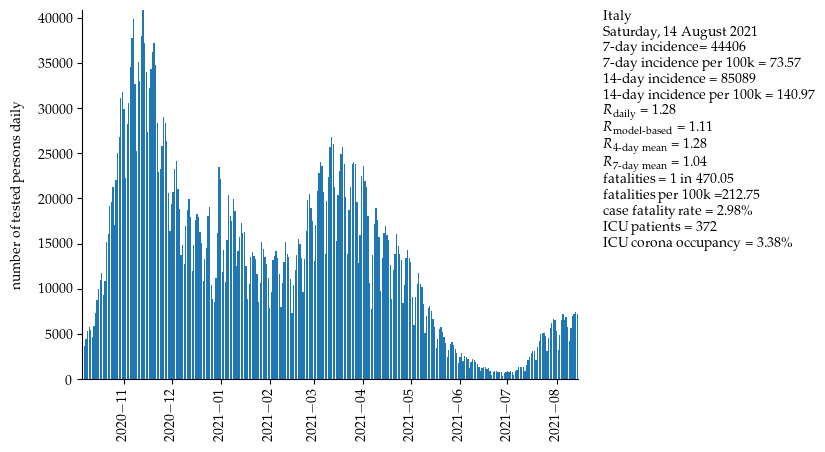 40000
35000
30000
25000
20000
15000
10000
5000
0
number of tested persons daily
2020−11
2020−12
2021−01
2021−02
2021−03
2021−04
2021−05
2021−06
2021−07
2021−08
Italy
Saturday, 14 August 2021
7-day incidence= 44406
7-day incidence per 100k = 73.57
14-day incidence = 85089
14-day incidence per 100k = 140.97
R_daily = 1.28
R_model-based = 1.11
R_4-day mean = 1.28
R_7-day mean = 1.04
fatalities = 1 in 470.05
fatalities per 100k =212.75
case fatality rate = 2.98%
ICU patients = 372
ICU corona occupancy = 3.38%